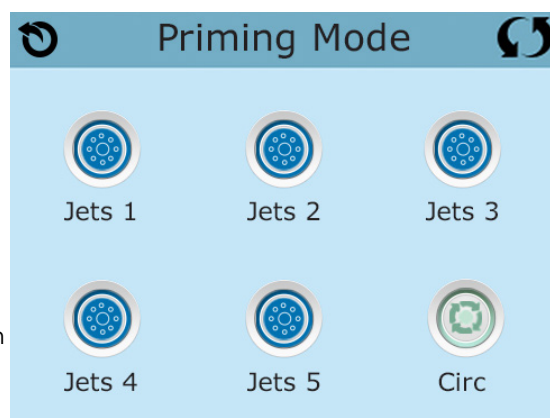 Priming Mode
Jets 1 Jets 2 Jets 3
n
Jets 4 Jets 5 Circ